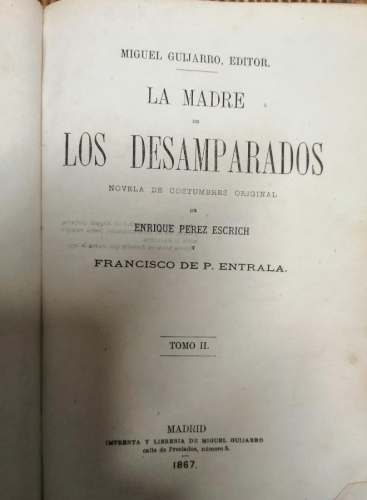 MIGUEL GUIJARRO, EDITOR.
LA MADRE
DE
LOS DESAMPARADOS
NOVELA DE COSTUMBRES ORIGINAL
DE
ENRIQUE PEREZ ESCRICH
Y
FRANCISCO DE P. ENTRALA.
TOMO II.
MADRID
IMPRENTA Y LIBRERIA DE MIGUEL GUIJARRO
calle de Preciados, número 5.
1867.